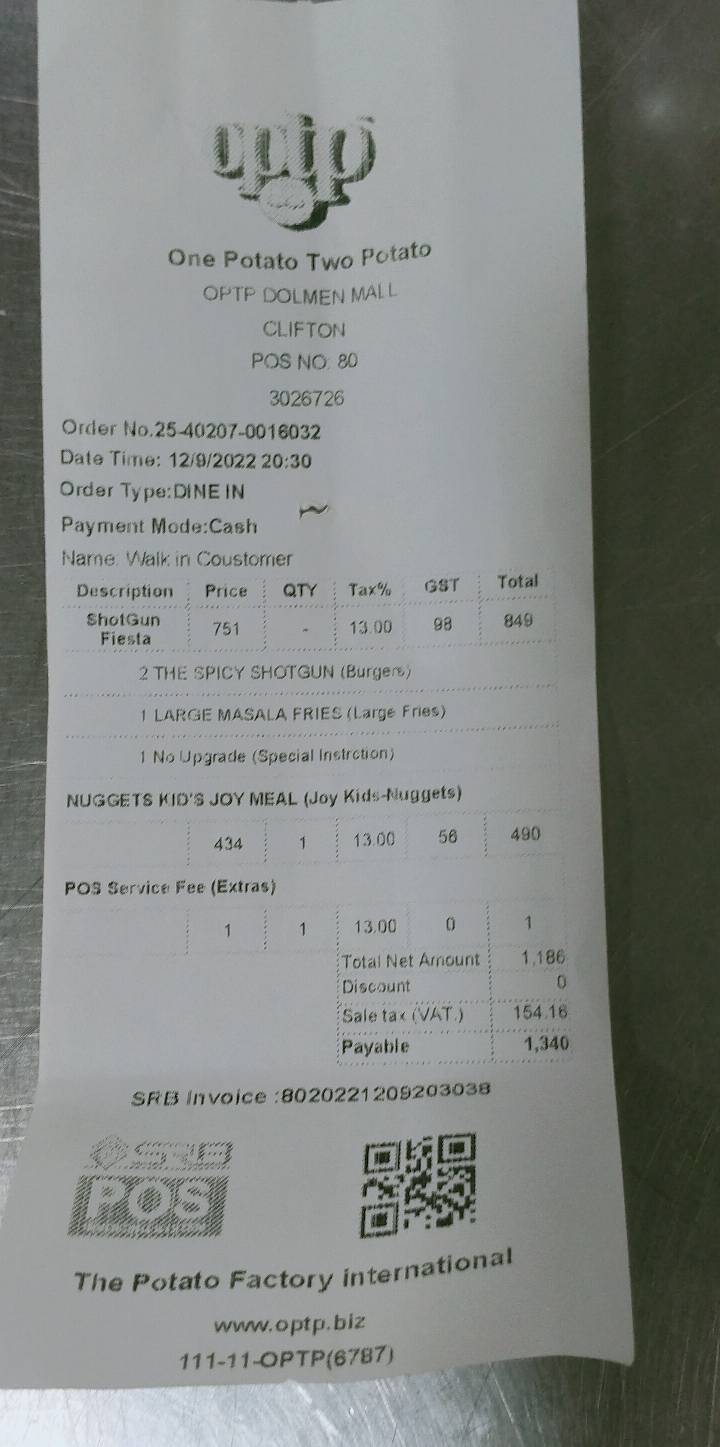 optp
One Potato Two Potato
OPTP DOLMEN MALL
CLIFTON
POS NO: 80
3026726
Order No.25-40207-0016032
Date Time: 12/9/2022 20:30
Order Type:DINE IN
Payment Mode:Cash
Name: Walk in Coustomer
Description Price QTY Tax% GST Total
ShotGun Fiesta 751 - 13.00 98 849
2 THE SPICY SHOTGUN (Burgers)
1 LARGE MASALA FRIES (Large Fries)
1 No Upgrade (Special Instrction)
NUGGETS KID'S JOY MEAL (Joy Kids-Nuggets)
434 1 13.00 56 490
POS Service Fee (Extras)
1 1 13.00 0 1
Total Net Amount 1,186
Discount 0
Sale tax (VAT.) 154.16
Payable 1,340
SRB Invoice :8020221209203038
SRB
POS
The Potato Factory international
www.optp.biz
111-11-OPTP(6787)